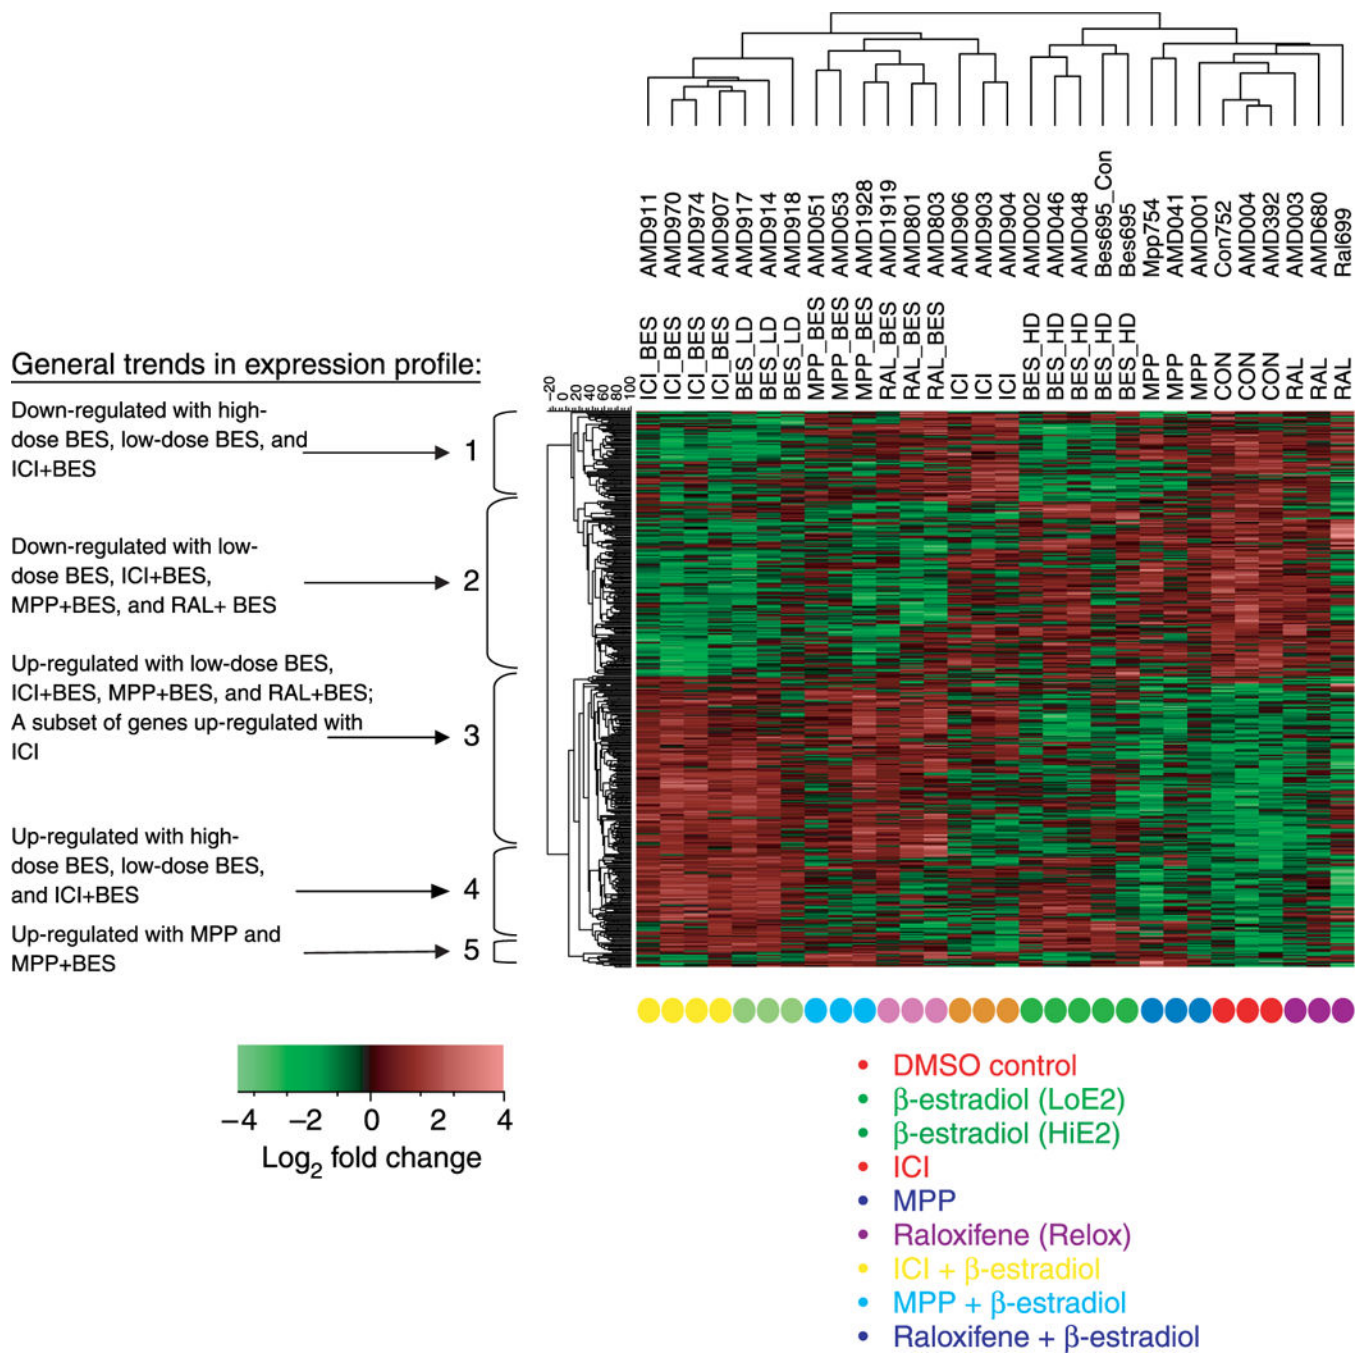 AMD911 AMD970 AMD974 AMD907 AMD917 AMD914 AMD918 AMD051 AMD053 AMD1928 AMD1919 AMD801 AMD803 AMD906 AMD903 AMD904 AMD002 AMD046 AMD048 Bes695_Con Bes695 Mpp754 AMD041 AMD001 Con752 AMD004 AMD392 AMD003 AMD680 Ral699
ICI_BES ICI_BES ICI_BES ICI_BES BES_LD BES_LD BES_LD MPP_BES MPP_BES MPP_BES RAL_BES RAL_BES RAL_BES ICI ICI ICI BES_HD BES_HD BES_HD BES_HD BES_HD MPP MPP MPP CON CON CON RAL RAL RAL
General trends in expression profile:
−20 0 20 40 60 80 100
Down-regulated with high-
dose BES, low-dose BES, and
ICI+BES
1
Down-regulated with low-
dose BES, ICI+BES,
MPP+BES, and RAL+ BES
2
Up-regulated with low-dose BES,
ICI+BES, MPP+BES, and RAL+BES;
A subset of genes up-regulated with
ICI
3
Up-regulated with high-
dose BES, low-dose BES,
and ICI+BES
4
Up-regulated with MPP and
MPP+BES
5
−4 −2 0 2 4
Log2 fold change
• DMSO control
• β-estradiol (LoE2)
• β-estradiol (HiE2)
• ICI
• MPP
• Raloxifene (Relox)
• ICI + β-estradiol
• MPP + β-estradiol
• Raloxifene + β-estradiol